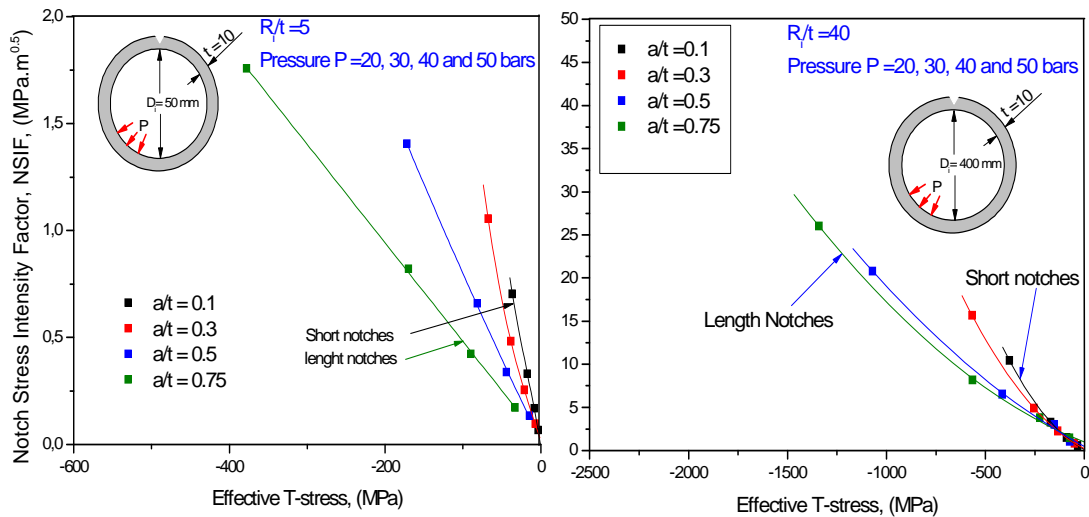 Notch Stress Intensity Factor, NSIF, (MPa.m^0.5)
2,0
1,5
1,0
0,5
0,0
-600
-400
-200
0
Effective T-stress, (MPa)
R_i/t =5
Pressure P =20, 30, 40 and 50 bars
t =10
D_i= 50 mm
P
a/t = 0.1
a/t = 0.3
a/t = 0.5
a/t = 0.75
Short notches
lenght notches
50
45
40
35
30
25
20
15
10
5
0
-2500
-2000
-1500
-1000
-500
0
Effective T-stress, (MPa)
a/t =0.1
a/t =0.3
a/t =0.5
a/t =0.75
R_i/t =40
Pressure P =20, 30, 40 and 50 bars
t =10
D_i= 400 mm
P
Short notches
Length Notches